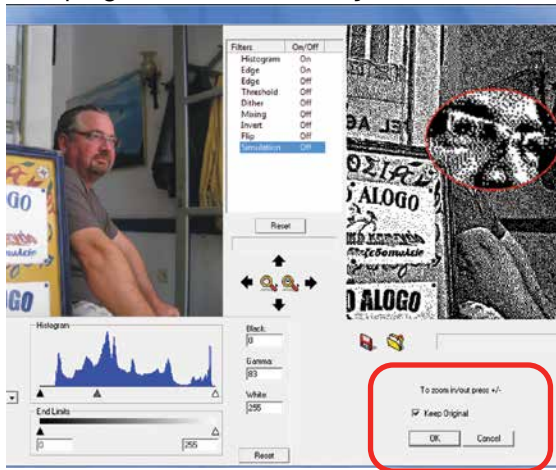 Filters
On/Off
Histogram On
Edge On
Edge Off
Threshold Off
Dither Off
Mixing Off
Invert Off
Flip Off
Simulation Off
Reset
GO
ALOGO
GO
ALOGO
Histogram
Black:
0
Gamma:
83
White:
255
End Limits
0
255
Reset
To zoom in/out press +/-
Keep Original
OK
Cancel